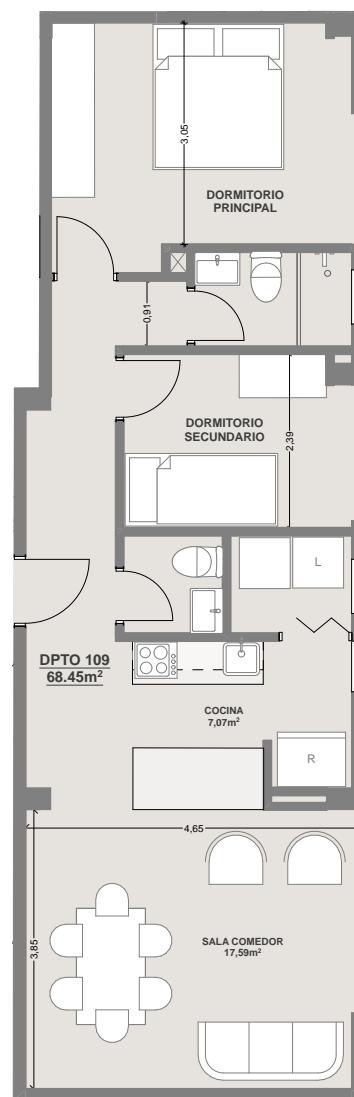 3,05
DORMITORIO
PRINCIPAL
0,91
DORMITORIO
SECUNDARIO
2,39
L
DPTO 109
68.45m²
COCINA
7,07m²
R
4,65
3,85
SALA COMEDOR
17,59m²